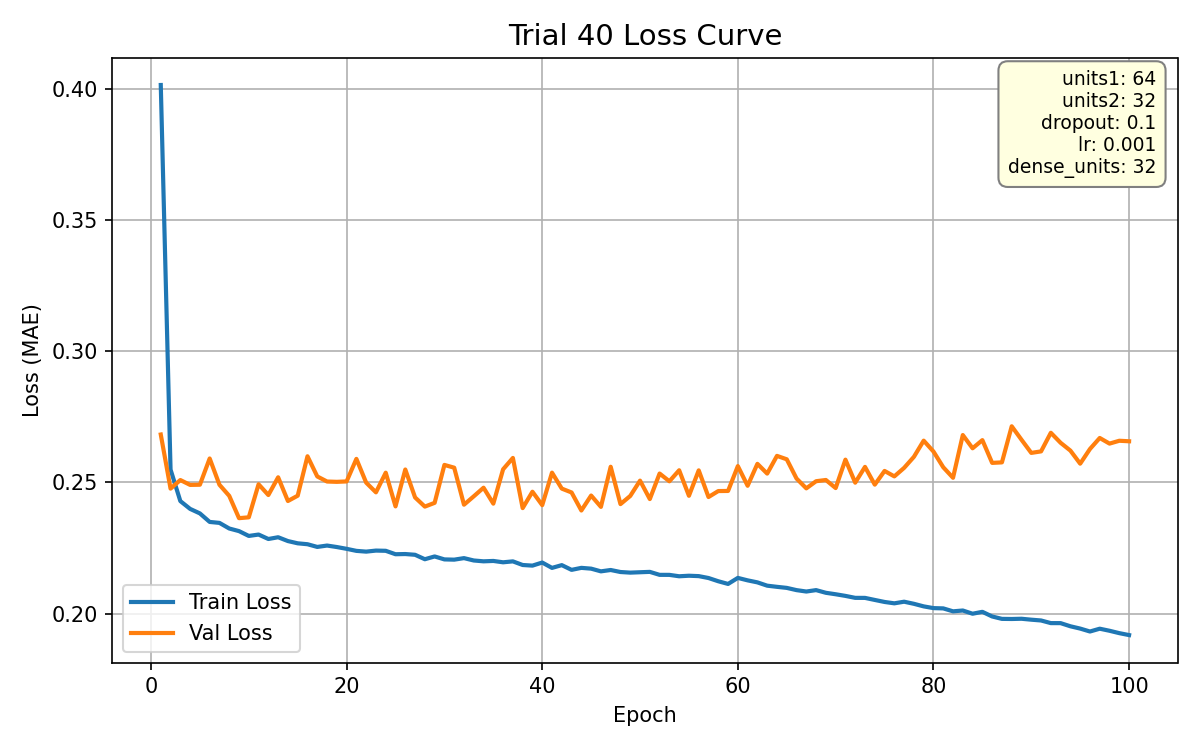 Trial 40 Loss Curve
units1: 64
units2: 32
dropout: 0.1
lr: 0.001
dense_units: 32
Loss (MAE)
0.40
0.35
0.30
0.25
0.20
Train Loss
Val Loss
0
20
40
60
80
100
Epoch